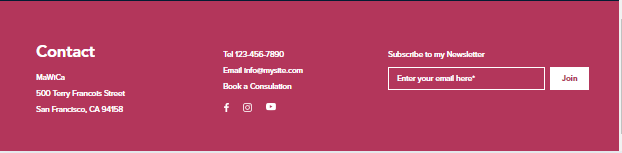 Contact
MaWiCa
500 Terry Francois Street
San Francisco, CA 94158
Tel 123-456-7890
Email info@mysite.com
Book a Consulation
Subscribe to my Newsletter
Enter your email here*
Join